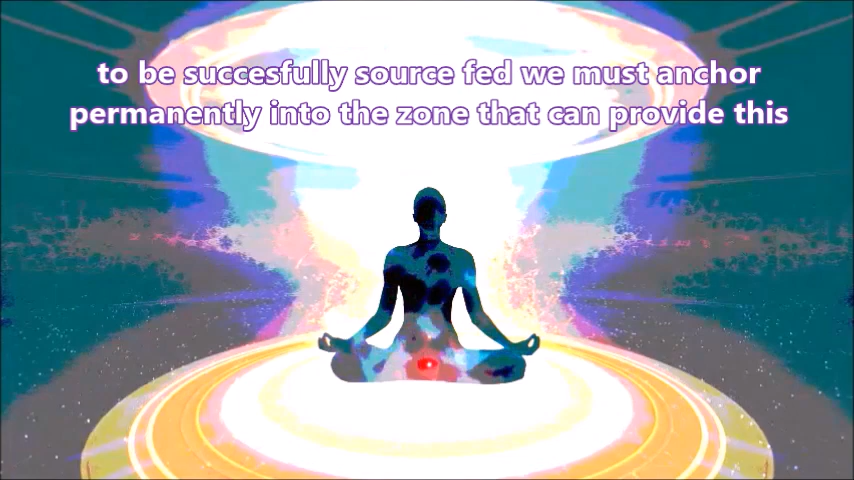 to be succesfully source fed we must anchor
permanently into the zone that can provide this